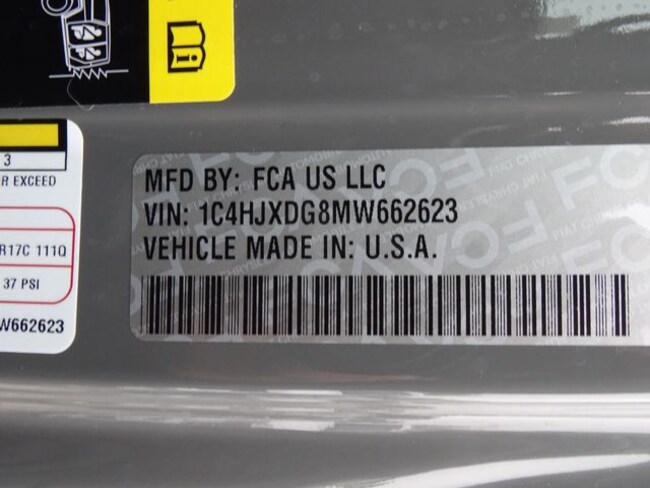 3
R EXCEED
R17C 111Q
37 PSI
W662623
MFD BY: FCA US LLC
VIN: 1C4HJXDG8MW662623
VEHICLE MADE IN: U.S.A.